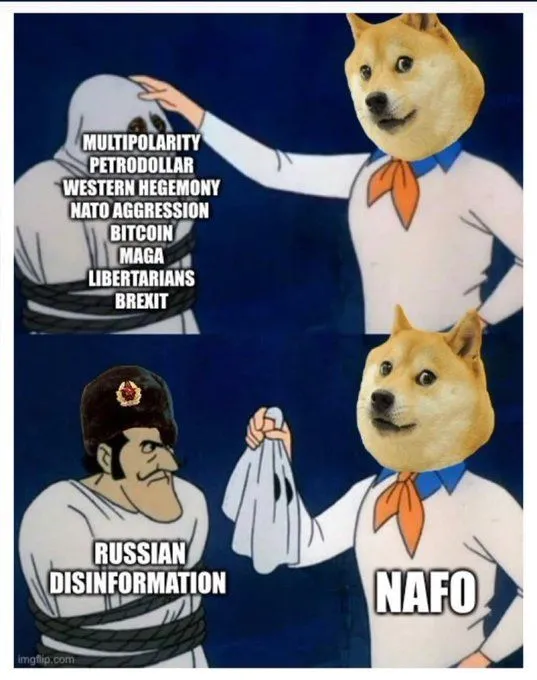 MULTIPOLARITY
PETRODOLLAR
WESTERN HEGEMONY
NATO AGGRESSION
BITCOIN
MAGA
LIBERTARIANS
BREXIT
RUSSIAN
DISINFORMATION
NAFO
imgflip.com